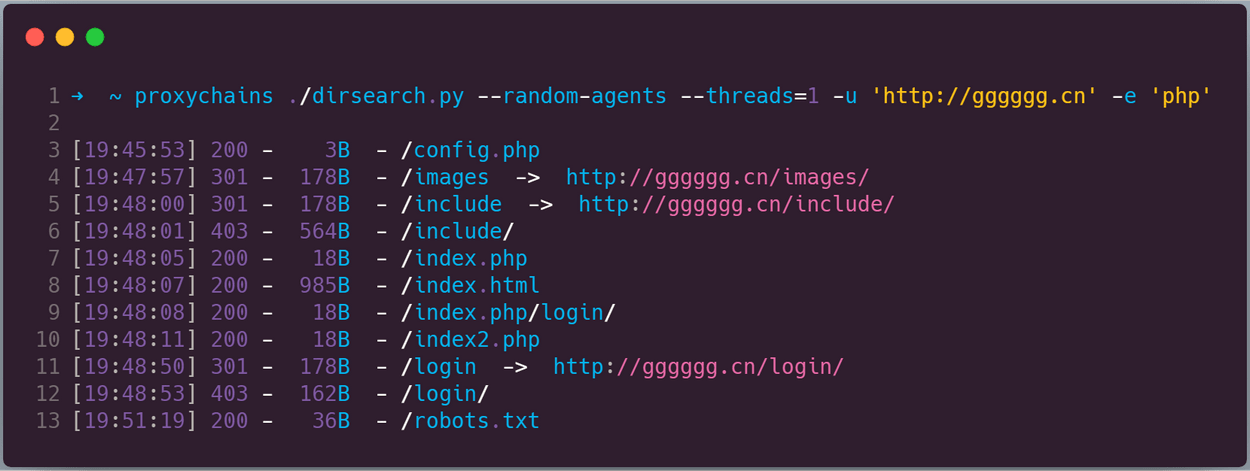 1 → ~ proxychains ./dirsearch.py --random-agents --threads=1 -u 'http://gggggg.cn' -e 'php'
2
3 [19:45:53] 200 - 3B - /config.php
4 [19:47:57] 301 - 178B - /images -> http://gggggg.cn/images/
5 [19:48:00] 301 - 178B - /include -> http://gggggg.cn/include/
6 [19:48:01] 403 - 564B - /include/
7 [19:48:05] 200 - 18B - /index.php
8 [19:48:07] 200 - 985B - /index.html
9 [19:48:08] 200 - 18B - /index.php/login/
10 [19:48:11] 200 - 18B - /index2.php
11 [19:48:50] 301 - 178B - /login -> http://gggggg.cn/login/
12 [19:48:53] 403 - 162B - /login/
13 [19:51:19] 200 - 36B - /robots.txt